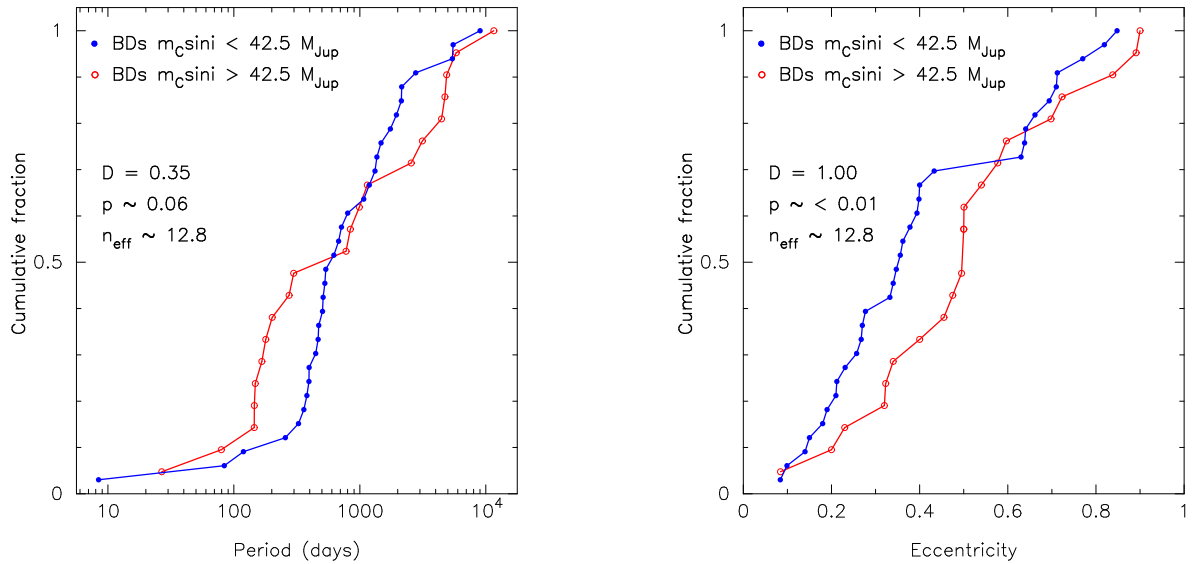 BDs m_C sini < 42.5 M_Jup
BDs m_C sini > 42.5 M_Jup
D = 0.35
p ~ 0.06
n_eff ~ 12.8
Cumulative fraction
0
0.5
1
10
100
1000
10^4
Period (days)
BDs m_C sini < 42.5 M_Jup
BDs m_C sini > 42.5 M_Jup
D = 1.00
p ~ < 0.01
n_eff ~ 12.8
Cumulative fraction
0
0.5
1
0
0.2
0.4
0.6
0.8
1
Eccentricity